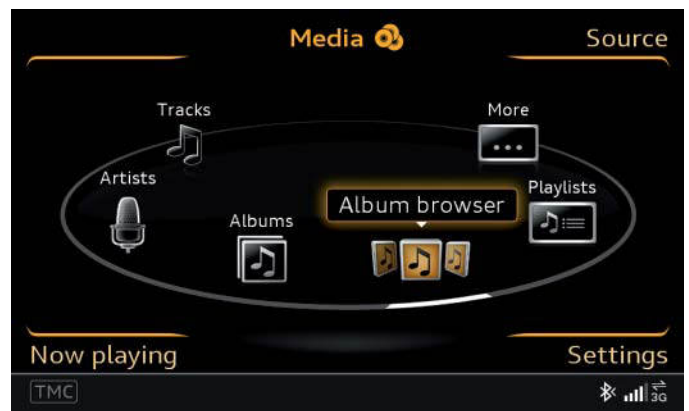 Media
Source
Tracks
More
Artists
Playlists
Album browser
Albums
Now playing
Settings
TMC
3G